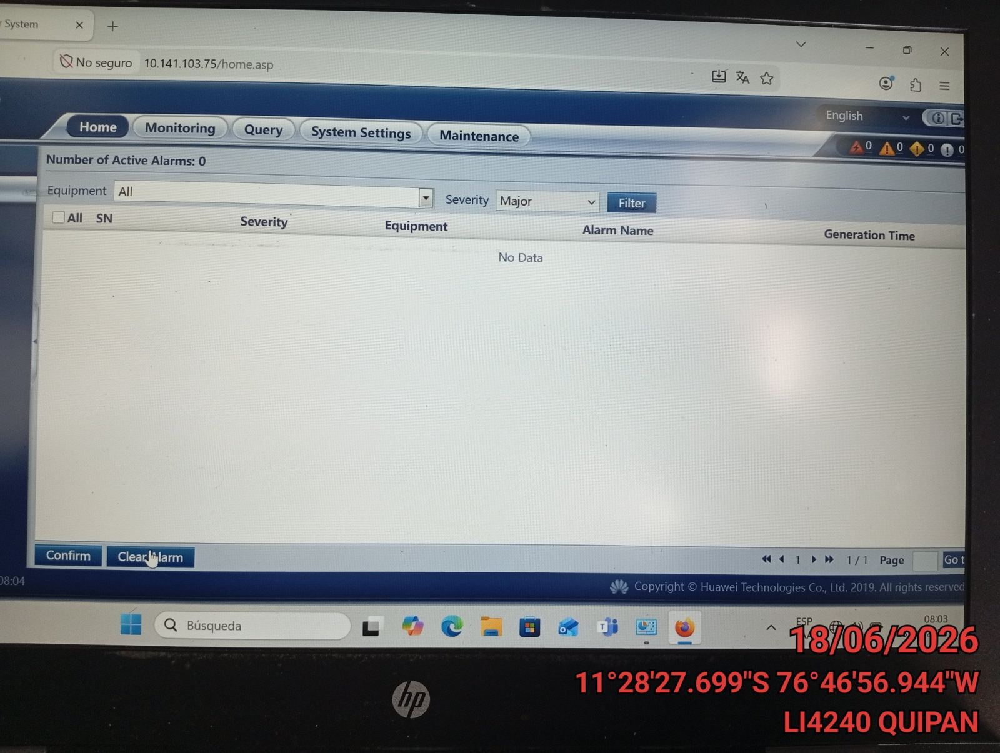 System
No seguro 10.141.103.75/home.asp
English
Home Monitoring Query System Settings Maintenance
0 0 0 0
Number of Active Alarms: 0
Equipment All Severity Major Filter
All SN Severity Equipment Alarm Name Generation Time
No Data
Confirm Clear Alarm 1 1 / 1 Page Go t
08:04
Copyright © Huawei Technologies Co., Ltd. 2019. All rights reserved
Búsqueda
ESP
08:03
18/06/2026
11°28'27.699"S 76°46'56.944"W
LI4240 QUIPAN
hp